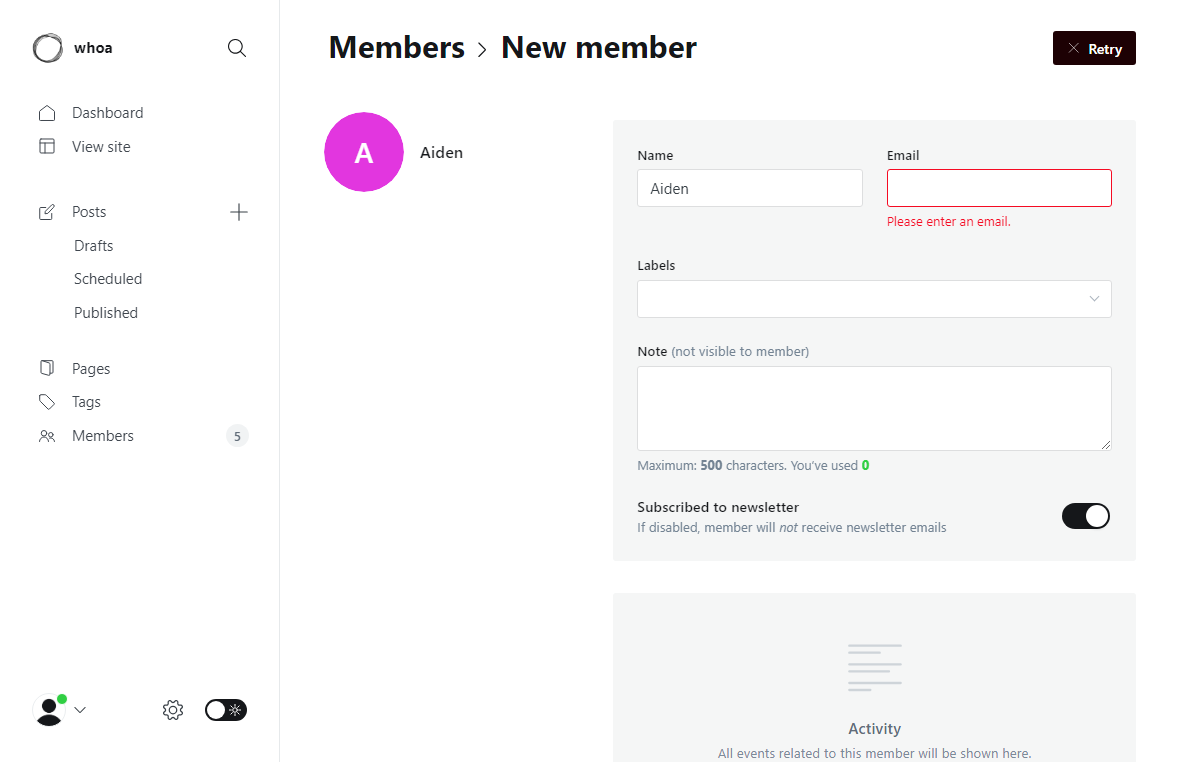 whoa
Dashboard
View site
Posts
Drafts
Scheduled
Published
Pages
Tags
Members
5
Members > New member
Retry
A
Aiden
Name
Email
Aiden
Please enter an email.
Labels
Note (not visible to member)
Maximum: 500 characters. You've used 0
Subscribed to newsletter
If disabled, member will not receive newsletter emails
Activity
All events related to this member will be shown here.